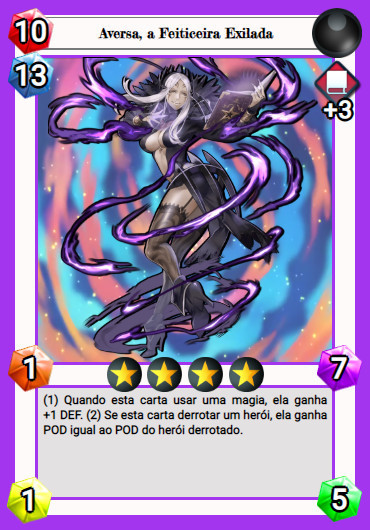 10
Aversa, a Feiticeira Exilada
13
+3
1
7
(1) Quando esta carta usar uma magia, ela ganha
+1 DEF. (2) Se esta carta derrotar um herói, ela ganha
POD igual ao POD do herói derrotado.
1
5